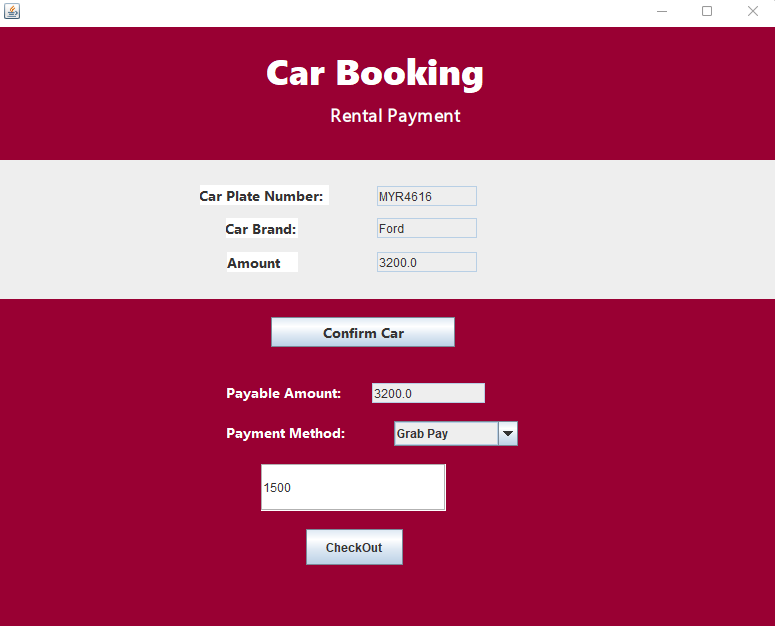 Car Booking
Rental Payment
Car Plate Number: MYR4616
Car Brand: Ford
Amount 3200.0
Confirm Car
Payable Amount: 3200.0
Payment Method: Grab Pay
1500
CheckOut